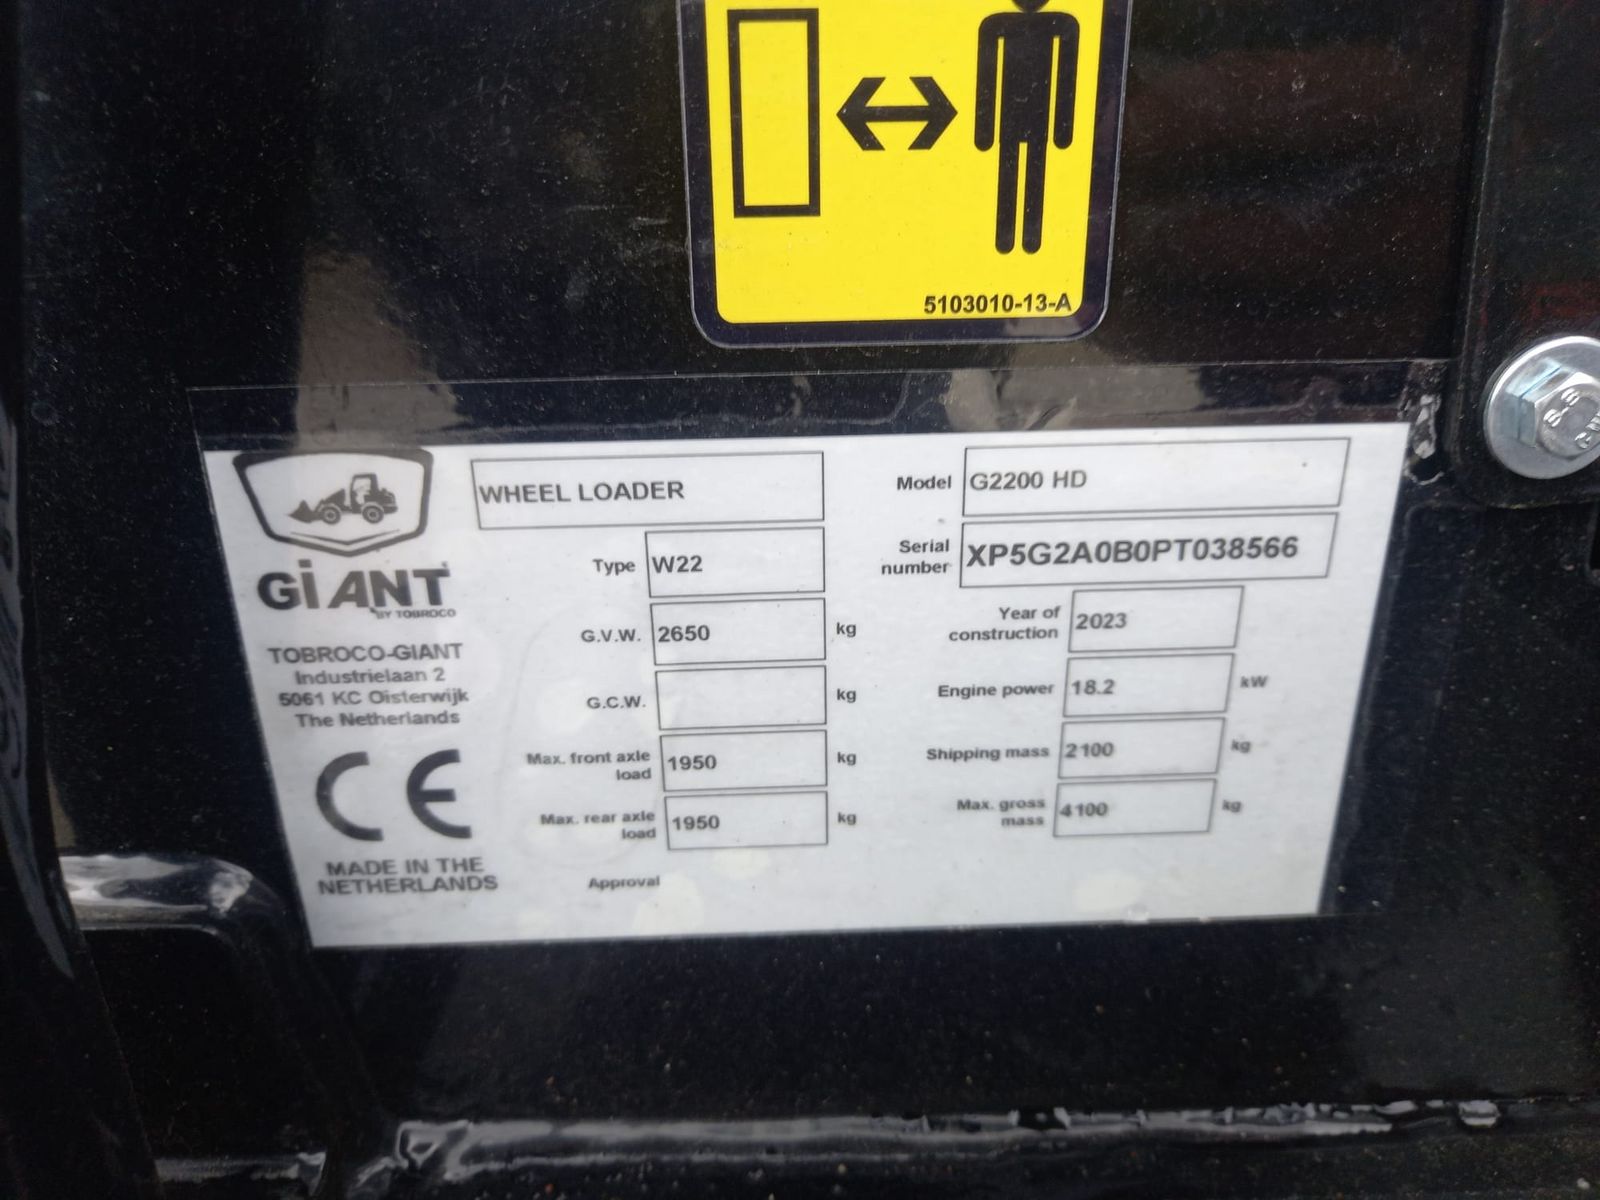 5103010-13-A
GiANT
BY TOBROCO
TOBROCO-GIANT
Industrielaan 2
5061 KC Oisterwijk
The Netherlands
CE
MADE IN THE
NETHERLANDS
WHEEL LOADER
Type W22
G.V.W. 2650 kg
G.C.W. kg
Max. front axle
load 1950 kg
Max. rear axle
load 1950 kg
Approval
Model G2200 HD
Serial
number XP5G2A0B0PT038566
Year of
construction 2023
Engine power 18.2 kW
Shipping mass 2100 kg
Max. gross
mass 4100 kg
8.8